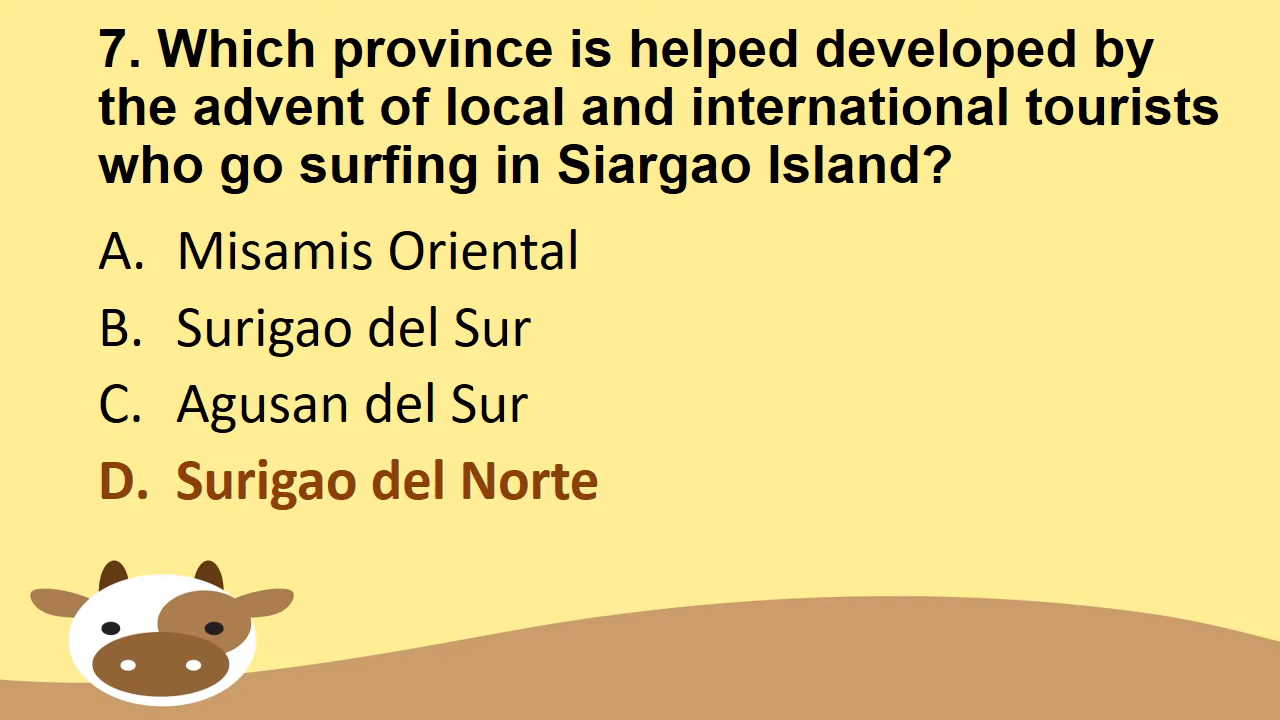 7. Which province is helped developed by
the advent of local and international tourists
who go surfing in Siargao Island?
A. Misamis Oriental
B. Surigao del Sur
C. Agusan del Sur
D. Surigao del Norte